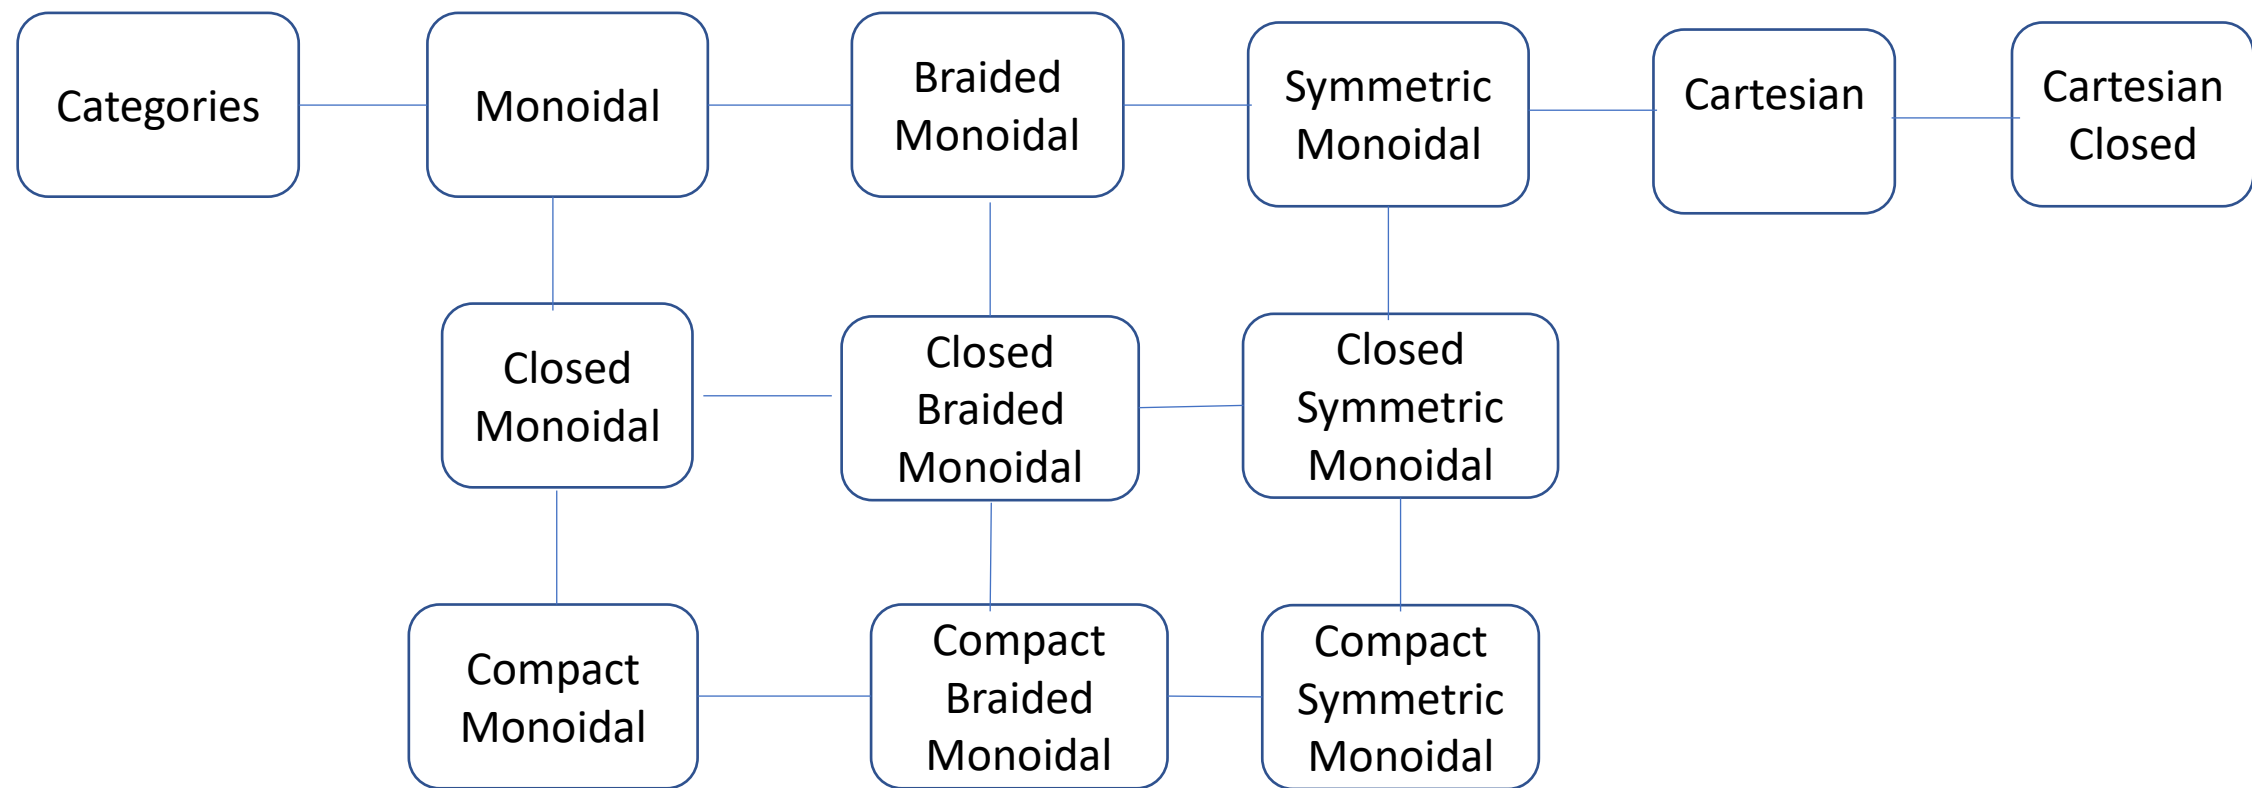 Categories
Monoidal
Braided
Monoidal
Symmetric
Monoidal
Cartesian
Cartesian
Closed
Closed
Monoidal
Closed
Braided
Monoidal
Closed
Symmetric
Monoidal
Compact
Monoidal
Compact
Braided
Monoidal
Compact
Symmetric
Monoidal